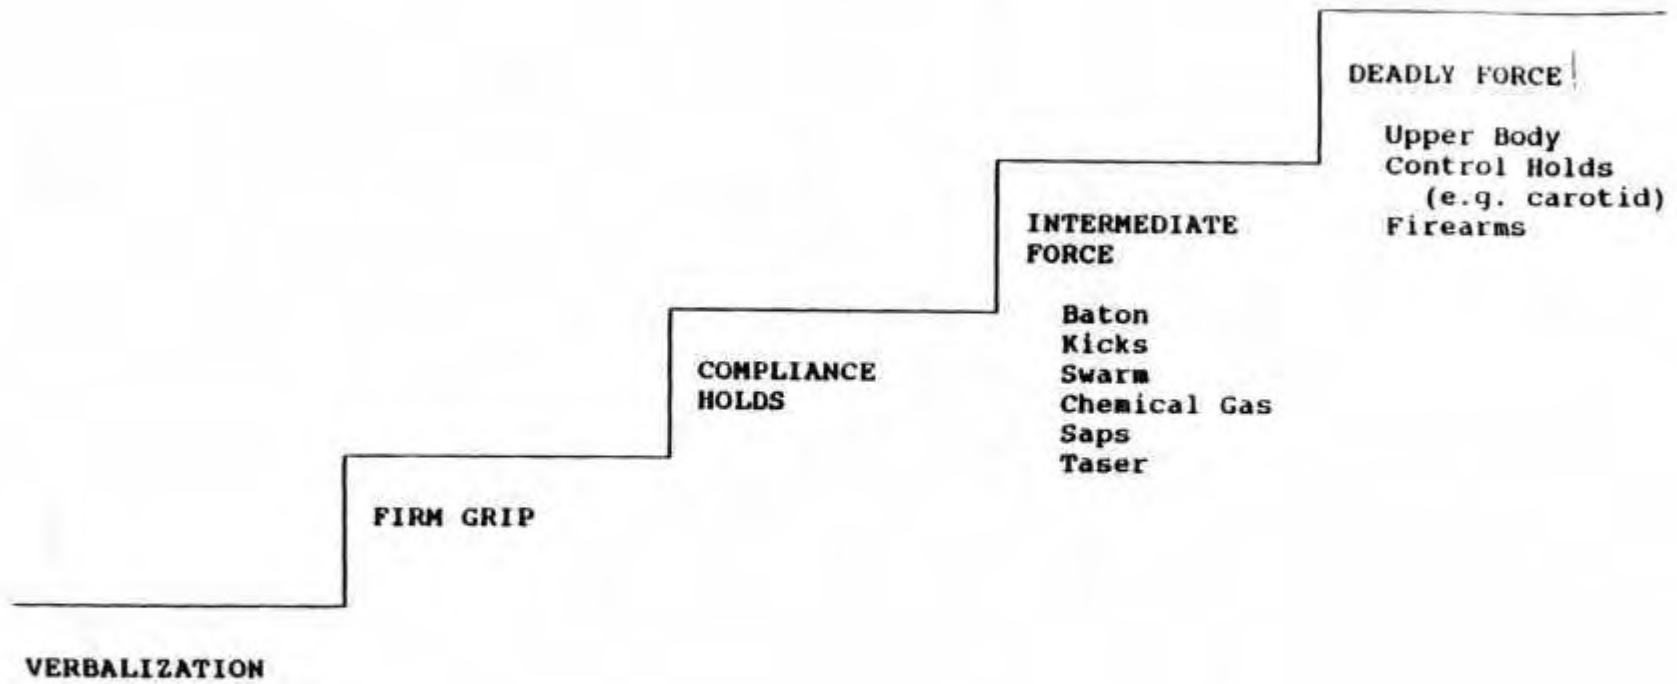 DEADLY FORCE
Upper Body
Control Holds
(e.g. carotid)
Firearms
INTERMEDIATE
FORCE
Baton
Kicks
Swarm
Chemical Gas
Saps
Taser
COMPLIANCE
HOLDS
FIRM GRIP
VERBALIZATION